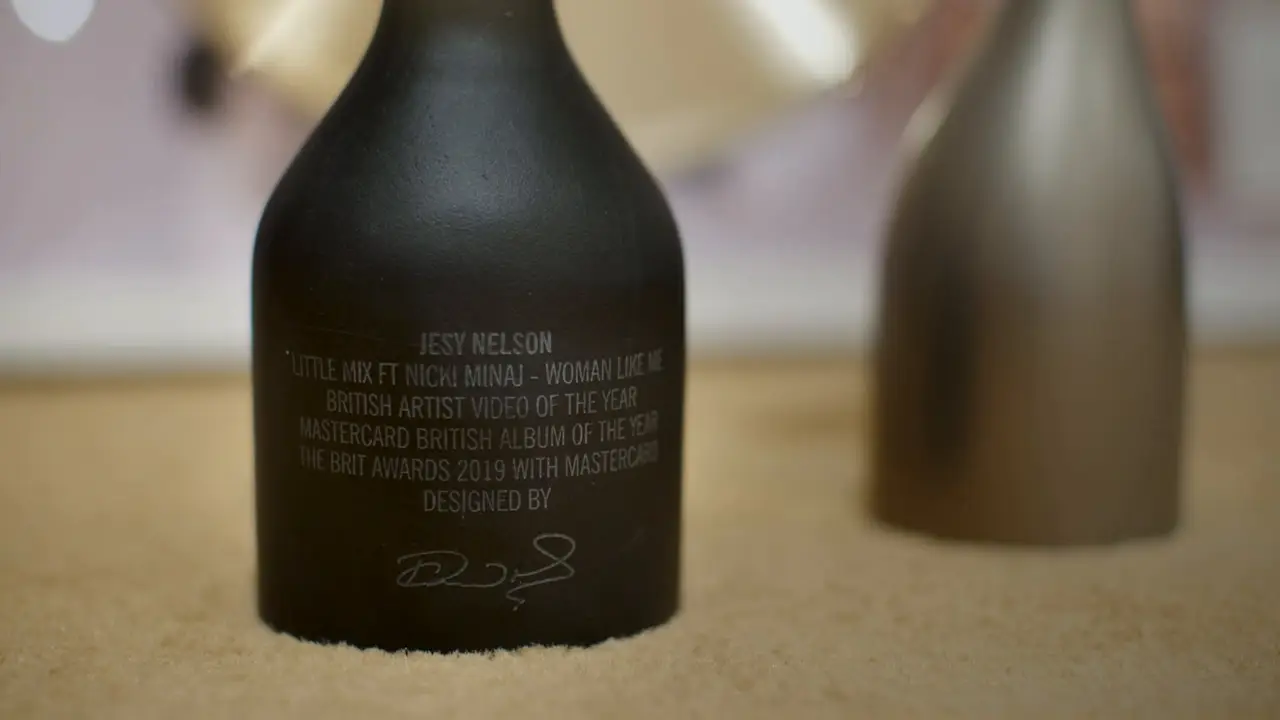 JESY NELSON
LITTLE MIX FT NICKI MINAJ - WOMAN LIKE ME
BRITISH ARTIST VIDEO OF THE YEAR
MASTERCARD BRITISH ALBUM OF THE YEAR
THE BRIT AWARDS 2019 WITH MASTERCARD
DESIGNED BY